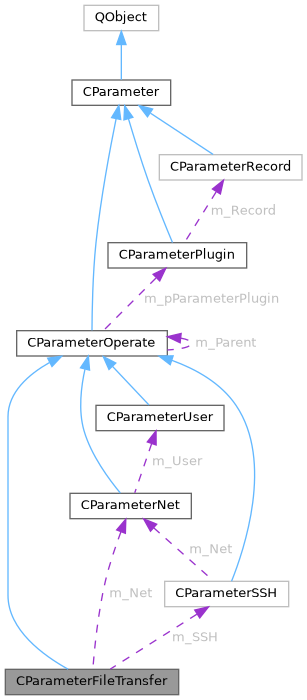 QObject
CParameter
CParameterRecord
m_Record
CParameterPlugin
m_pParameterPlugin
CParameterOperate
m_Parent
CParameterUser
m_User
CParameterNet
m_Net
CParameterSSH
m_Net
m_SSH
CParameterFileTransfer